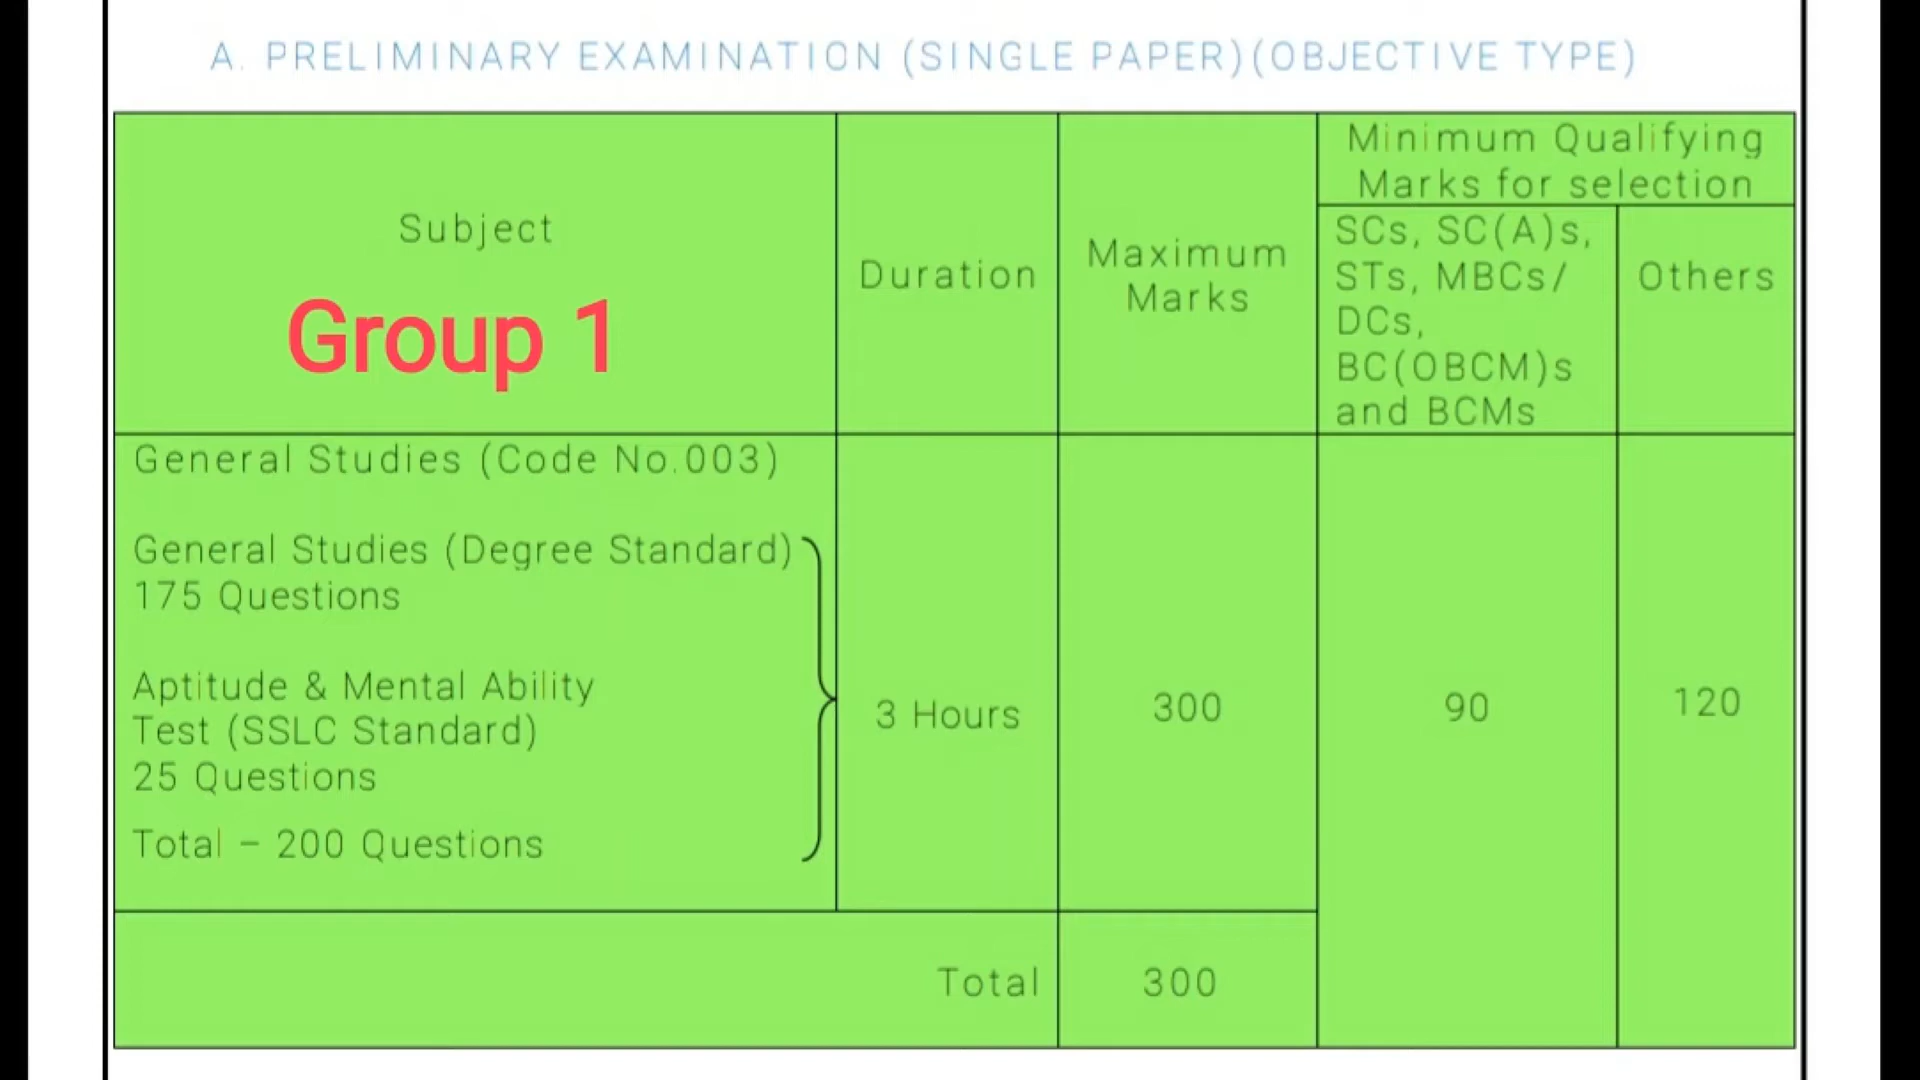 A. PRELIMINARY EXAMINATION (SINGLE PAPER)(OBJECTIVE TYPE)
Subject
Group 1
Duration
Maximum
Marks
Minimum Qualifying
Marks for selection
SCs, SC(A)s,
STs, MBCs/
DCs,
BC(OBCM)s
and BCMs
Others
General Studies (Code No.003)
General Studies (Degree Standard)
175 Questions
Aptitude & Mental Ability
Test (SSLC Standard)
25 Questions
Total – 200 Questions
3 Hours
300
90
120
Total
300